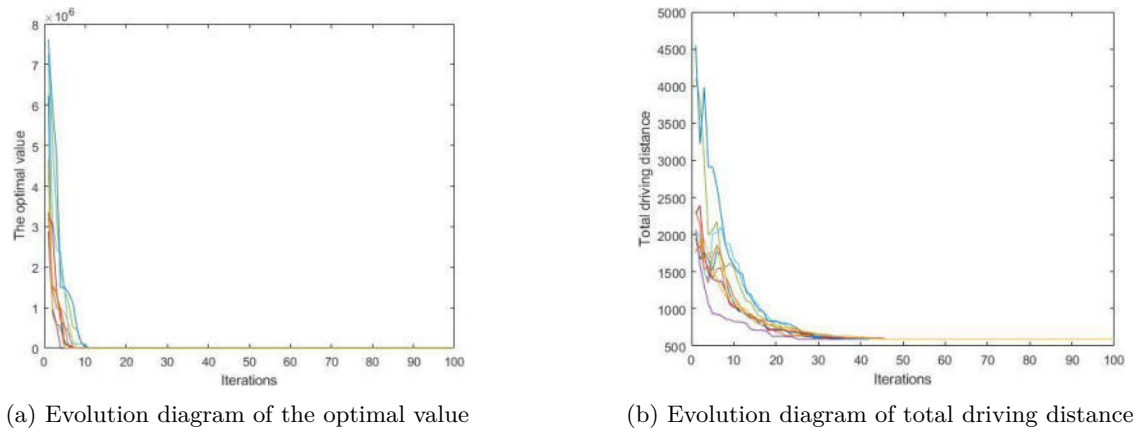 × 10⁶
8
7
6
5
4
3
2
1
0
The optimal value
0 10 20 30 40 50 60 70 80 90 100
Iterations
(a) Evolution diagram of the optimal value
5000
4500
4000
3500
3000
2500
2000
1500
1000
500
Total driving distance
0 10 20 30 40 50 60 70 80 90 100
Iterations
(b) Evolution diagram of total driving distance